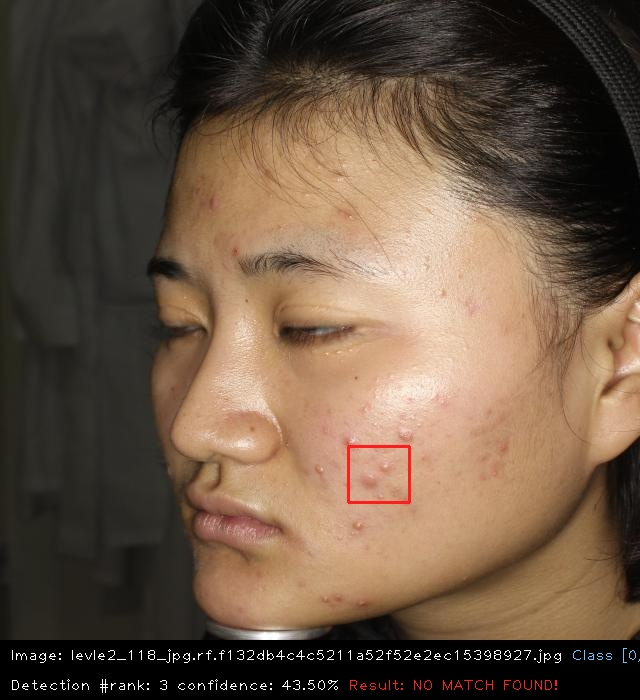 Image: levle2_118_jpg.rf.f132db4c4c5211a52f52e2ec15398927.jpg Class [0,
Detection #rank: 3 confidence: 43.50% Result: NO MATCH FOUND!